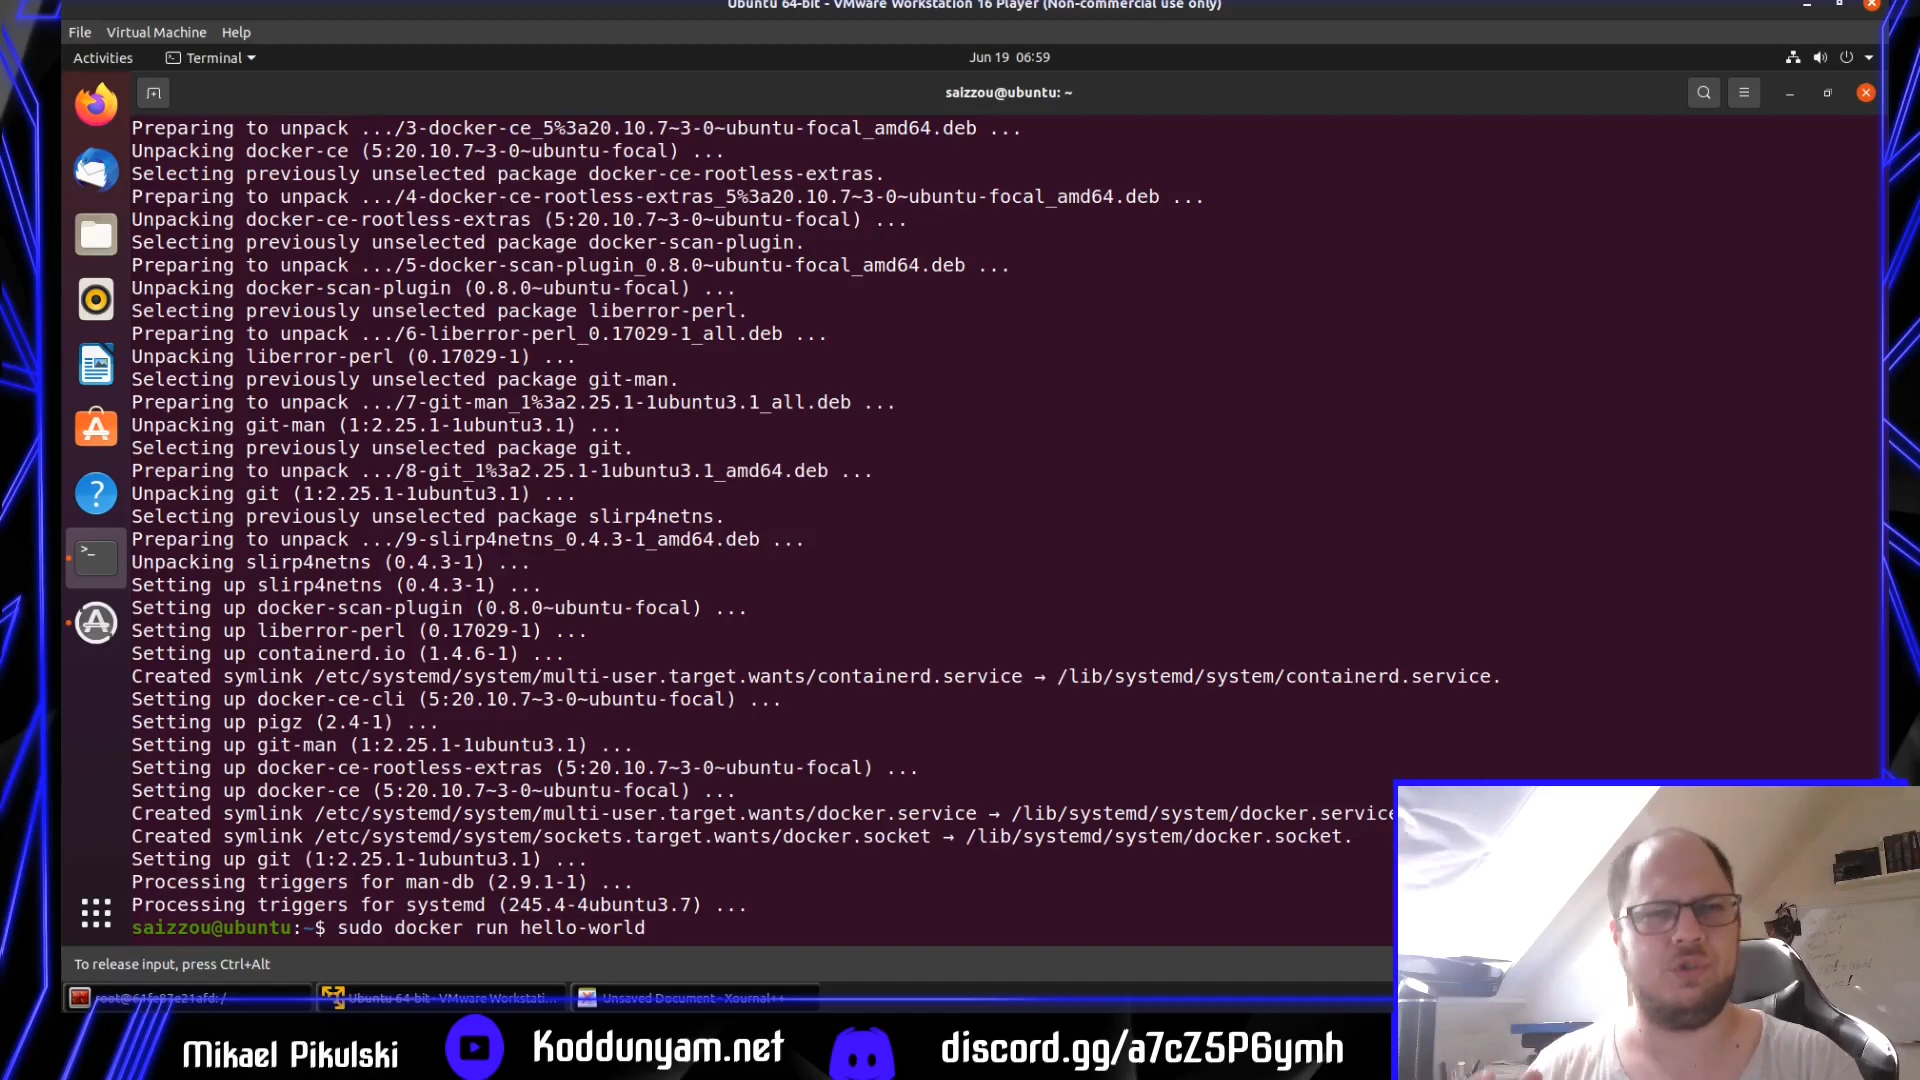 Ubuntu 64-bit - VMware Workstation 16 Player (Non-commercial use only)
File Virtual Machine Help
Activities Terminal Jun 19 06:59
saizzou@ubuntu: ~
Preparing to unpack .../3-docker-ce_5%3a20.10.7~3-0~ubuntu-focal_amd64.deb ...
Unpacking docker-ce (5:20.10.7~3-0~ubuntu-focal) ...
Selecting previously unselected package docker-ce-rootless-extras.
Preparing to unpack .../4-docker-ce-rootless-extras_5%3a20.10.7~3-0~ubuntu-focal_amd64.deb ...
Unpacking docker-ce-rootless-extras (5:20.10.7~3-0~ubuntu-focal) ...
Selecting previously unselected package docker-scan-plugin.
Preparing to unpack .../5-docker-scan-plugin_0.8.0~ubuntu-focal_amd64.deb ...
Unpacking docker-scan-plugin (0.8.0~ubuntu-focal) ...
Selecting previously unselected package liberror-perl.
Preparing to unpack .../6-liberror-perl_0.17029-1_all.deb ...
Unpacking liberror-perl (0.17029-1) ...
Selecting previously unselected package git-man.
Preparing to unpack .../7-git-man_1%3a2.25.1-1ubuntu3.1_all.deb ...
Unpacking git-man (1:2.25.1-1ubuntu3.1) ...
Selecting previously unselected package git.
Preparing to unpack .../8-git_1%3a2.25.1-1ubuntu3.1_amd64.deb ...
Unpacking git (1:2.25.1-1ubuntu3.1) ...
Selecting previously unselected package slirp4netns.
Preparing to unpack .../9-slirp4netns_0.4.3-1_amd64.deb ...
Unpacking slirp4netns (0.4.3-1) ...
Setting up slirp4netns (0.4.3-1) ...
Setting up docker-scan-plugin (0.8.0~ubuntu-focal) ...
Setting up liberror-perl (0.17029-1) ...
Setting up containerd.io (1.4.6-1) ...
Created symlink /etc/systemd/system/multi-user.target.wants/containerd.service → /lib/systemd/system/containerd.service.
Setting up docker-ce-cli (5:20.10.7~3-0~ubuntu-focal) ...
Setting up pigz (2.4-1) ...
Setting up git-man (1:2.25.1-1ubuntu3.1) ...
Setting up docker-ce-rootless-extras (5:20.10.7~3-0~ubuntu-focal) ...
Setting up docker-ce (5:20.10.7~3-0~ubuntu-focal) ...
Created symlink /etc/systemd/system/multi-user.target.wants/docker.service → /lib/systemd/system/docker.service
Created symlink /etc/systemd/system/sockets.target.wants/docker.socket → /lib/systemd/system/docker.socket.
Setting up git (1:2.25.1-1ubuntu3.1) ...
Processing triggers for man-db (2.9.1-1) ...
Processing triggers for systemd (245.4-4ubuntu3.7) ...
saizzou@ubuntu:~$ sudo docker run hello-world
To release input, press Ctrl+Alt
Ubuntu 64-bit - VMware Workstati... Unsaved Document - Xournal++
Mikael Pikulski Koddunyam.net discord.gg/a7cZ5P6ymh